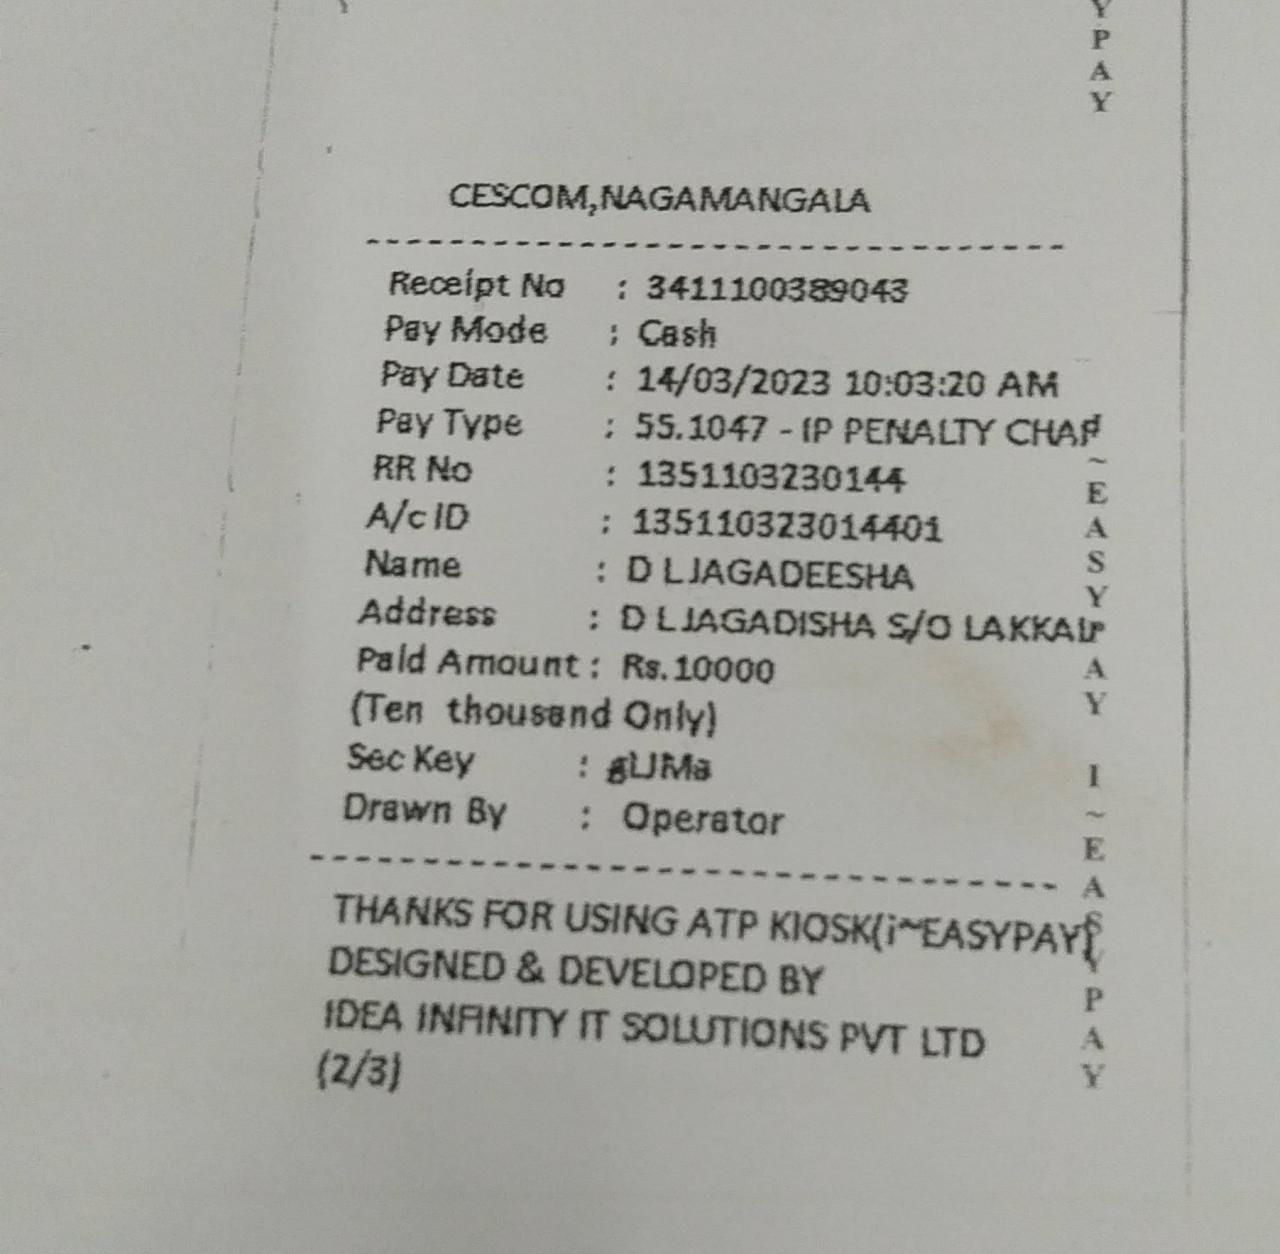 Y
P
A
Y
CESCOM,NAGAMANGALA
--------------------------------
Receipt No : 3411100389043
Pay Mode : Cash
Pay Date : 14/03/2023 10:03:20 AM
Pay Type : 55.1047 - IP PENALTY CHAR
RR No : 1351103230144
A/c ID : 135110323014401
Name : D L JAGADEESHA
Address : D L JAGADISHA S/O LAKKAI
Paid Amount : Rs.10000
(Ten thousand Only)
Sec Key : gUMa
Drawn By : Operator
--------------------------------
THANKS FOR USING ATP KIOSK(i~EASYPAY)
DESIGNED & DEVELOPED BY
IDEA INFINITY IT SOLUTIONS PVT LTD
(2/3)
~
E
A
S
Y
P
A
Y
I
~
E
A
S
Y
P
A
Y